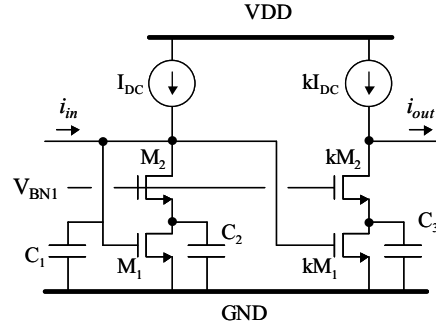 VDD
I_DC
kI_DC
i_in
i_out
M_2
kM_2
V_BN1
C_1
C_2
C_3
M_1
kM_1
GND